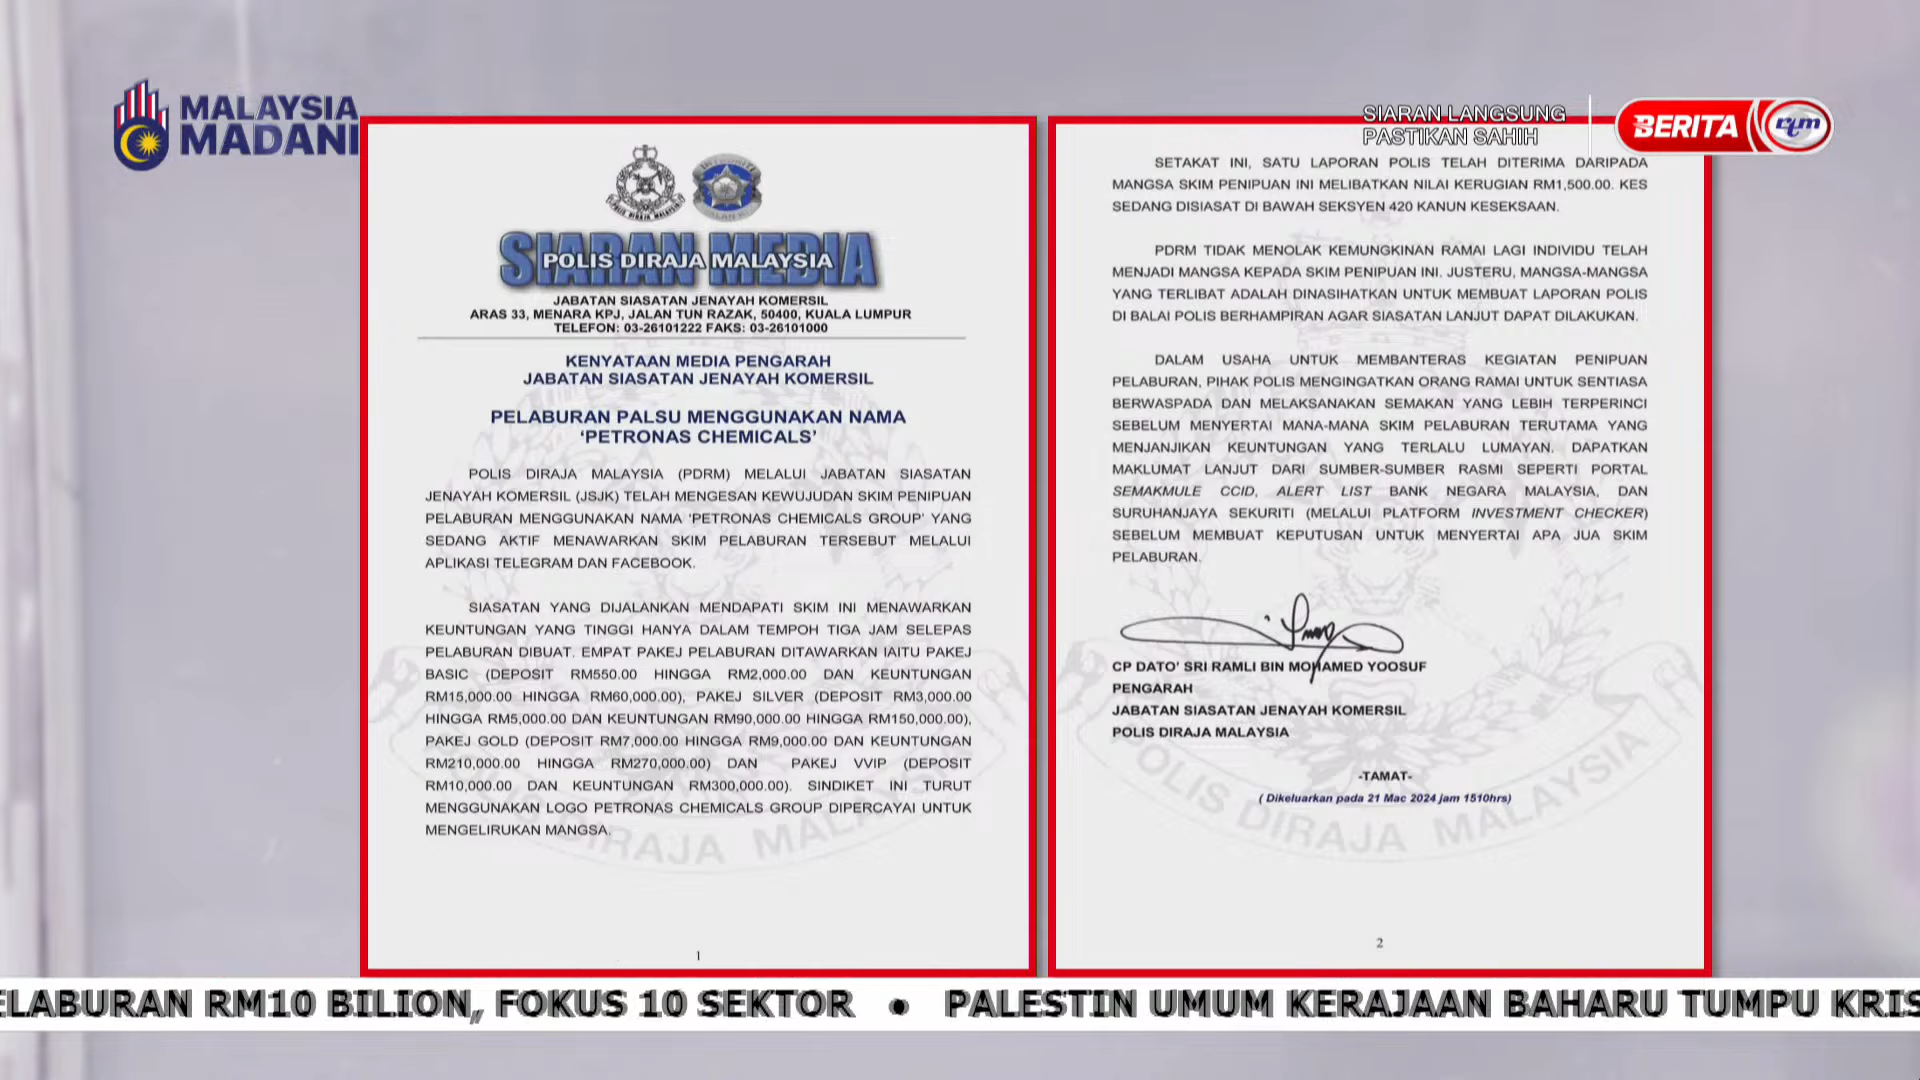 MALAYSIA
MADANI
SIARAN LANGSUNG
PASTIKAN SAHIH
BERITA rtm
SIARAN MEDIA
POLIS DIRAJA MALAYSIA
JABATAN SIASATAN JENAYAH KOMERSIL
ARAS 33, MENARA KPJ, JALAN TUN RAZAK, 50400, KUALA LUMPUR
TELEFON: 03-26101222 FAKS: 03-26101000
KENYATAAN MEDIA PENGARAH
JABATAN SIASATAN JENAYAH KOMERSIL
PELABURAN PALSU MENGGUNAKAN NAMA
‘PETRONAS CHEMICALS’
POLIS DIRAJA MALAYSIA (PDRM) MELALUI JABATAN SIASATAN
JENAYAH KOMERSIL (JSJK) TELAH MENGESAN KEWUJUDAN SKIM PENIPUAN
PELABURAN MENGGUNAKAN NAMA ‘PETRONAS CHEMICALS GROUP’ YANG
SEDANG AKTIF MENAWARKAN SKIM PELABURAN TERSEBUT MELALUI
APLIKASI TELEGRAM DAN FACEBOOK.
SIASATAN YANG DIJALANKAN MENDAPATI SKIM INI MENAWARKAN
KEUNTUNGAN YANG TINGGI HANYA DALAM TEMPOH TIGA JAM SELEPAS
PELABURAN DIBUAT. EMPAT PAKEJ PELABURAN DITAWARKAN IAITU PAKEJ
BASIC (DEPOSIT RM550.00 HINGGA RM2,000.00 DAN KEUNTUNGAN
RM15,000.00 HINGGA RM60,000.00), PAKEJ SILVER (DEPOSIT RM3,000.00
HINGGA RM5,000.00 DAN KEUNTUNGAN RM90,000.00 HINGGA RM150,000.00),
PAKEJ GOLD (DEPOSIT RM7,000.00 HINGGA RM9,000.00 DAN KEUNTUNGAN
RM210,000.00 HINGGA RM270,000.00) DAN PAKEJ VVIP (DEPOSIT
RM10,000.00 DAN KEUNTUNGAN RM300,000.00). SINDIKET INI TURUT
MENGGUNAKAN LOGO PETRONAS CHEMICALS GROUP DIPERCAYAI UNTUK
MENGELIRUKAN MANGSA.
1
SETAKAT INI, SATU LAPORAN POLIS TELAH DITERIMA DARIPADA
MANGSA SKIM PENIPUAN INI MELIBATKAN NILAI KERUGIAN RM1,500.00. KES
SEDANG DISIASAT DI BAWAH SEKSYEN 420 KANUN KESEKSAAN.
PDRM TIDAK MENOLAK KEMUNGKINAN RAMAI LAGI INDIVIDU TELAH
MENJADI MANGSA KEPADA SKIM PENIPUAN INI. JUSTERU, MANGSA-MANGSA
YANG TERLIBAT ADALAH DINASIHATKAN UNTUK MEMBUAT LAPORAN POLIS
DI BALAI POLIS BERHAMPIRAN AGAR SIASATAN LANJUT DAPAT DILAKUKAN.
DALAM USAHA UNTUK MEMBANTERAS KEGIATAN PENIPUAN
PELABURAN, PIHAK POLIS MENGINGATKAN ORANG RAMAI UNTUK SENTIASA
BERWASPADA DAN MELAKSANAKAN SEMAKAN YANG LEBIH TERPERINCI
SEBELUM MENYERTAI MANA-MANA SKIM PELABURAN TERUTAMA YANG
MENJANJIKAN KEUNTUNGAN YANG TERLALU LUMAYAN. DAPATKAN
MAKLUMAT LANJUT DARI SUMBER-SUMBER RASMI SEPERTI PORTAL
SEMAKMULE CCID, ALERT LIST BANK NEGARA MALAYSIA, DAN
SURUHANJAYA SEKURITI (MELALUI PLATFORM INVESTMENT CHECKER)
SEBELUM MEMBUAT KEPUTUSAN UNTUK MENYERTAI APA JUA SKIM
PELABURAN.
CP DATO’ SRI RAMLI BIN MOHAMED YOOSUF
PENGARAH
JABATAN SIASATAN JENAYAH KOMERSIL
POLIS DIRAJA MALAYSIA
-TAMAT-
( Dikeluarkan pada 21 Mac 2024 jam 1510hrs)
2
ELABURAN RM10 BILION, FOKUS 10 SEKTOR • PALESTIN UMUM KERAJAAN BAHARU TUMPU KRIS